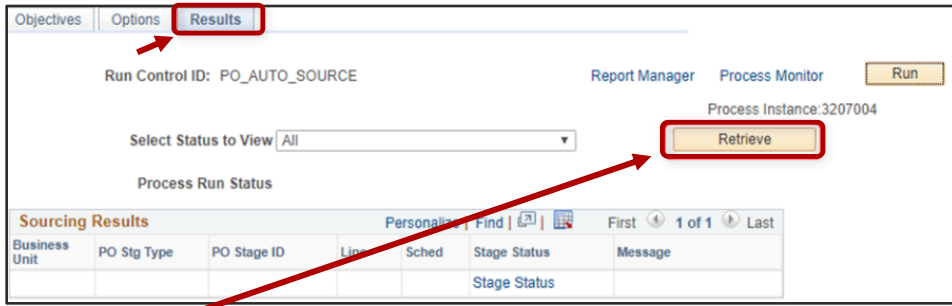 Objectives Options Results
Run Control ID: PO_AUTO_SOURCE Report Manager Process Monitor Run
Process Instance:3207004
Select Status to View All Retrieve
Process Run Status
Sourcing Results Personalize | Find | | First 1 of 1 Last
Business Unit PO Stg Type PO Stage ID Line Sched Stage Status Message
Stage Status